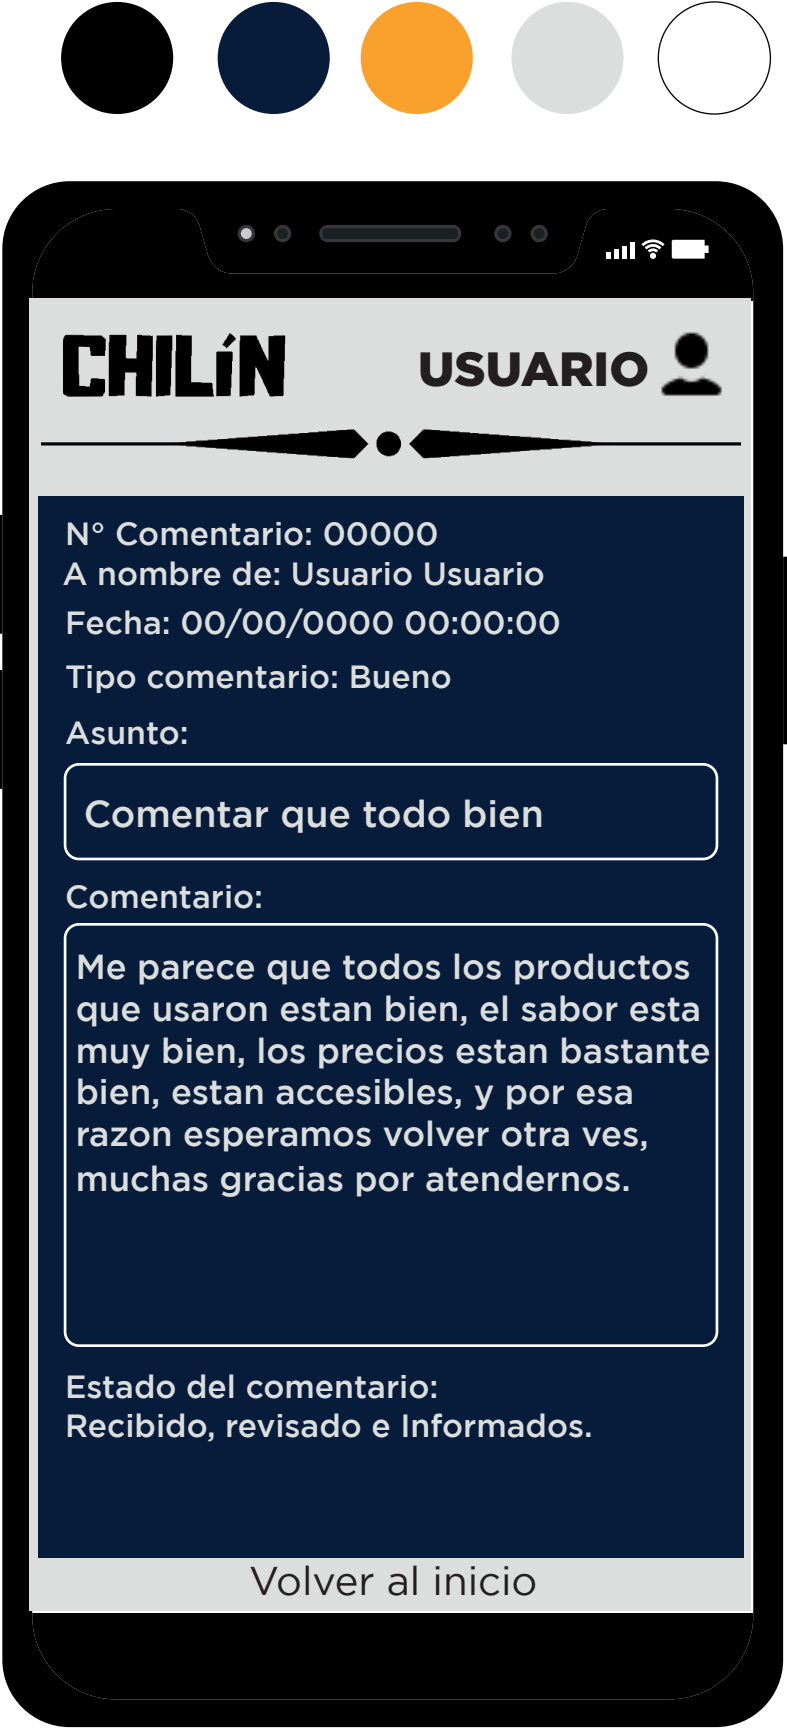 CHILíN
USUARIO
N° Comentario: 00000
A nombre de: Usuario Usuario
Fecha: 00/00/0000 00:00:00
Tipo comentario: Bueno
Asunto:
Comentar que todo bien
Comentario:
Me parece que todos los productos
que usaron estan bien, el sabor esta
muy bien, los precios estan bastante
bien, estan accesibles, y por esa
razon esperamos volver otra ves,
muchas gracias por atendernos.
Estado del comentario:
Recibido, revisado e Informados.
Volver al inicio